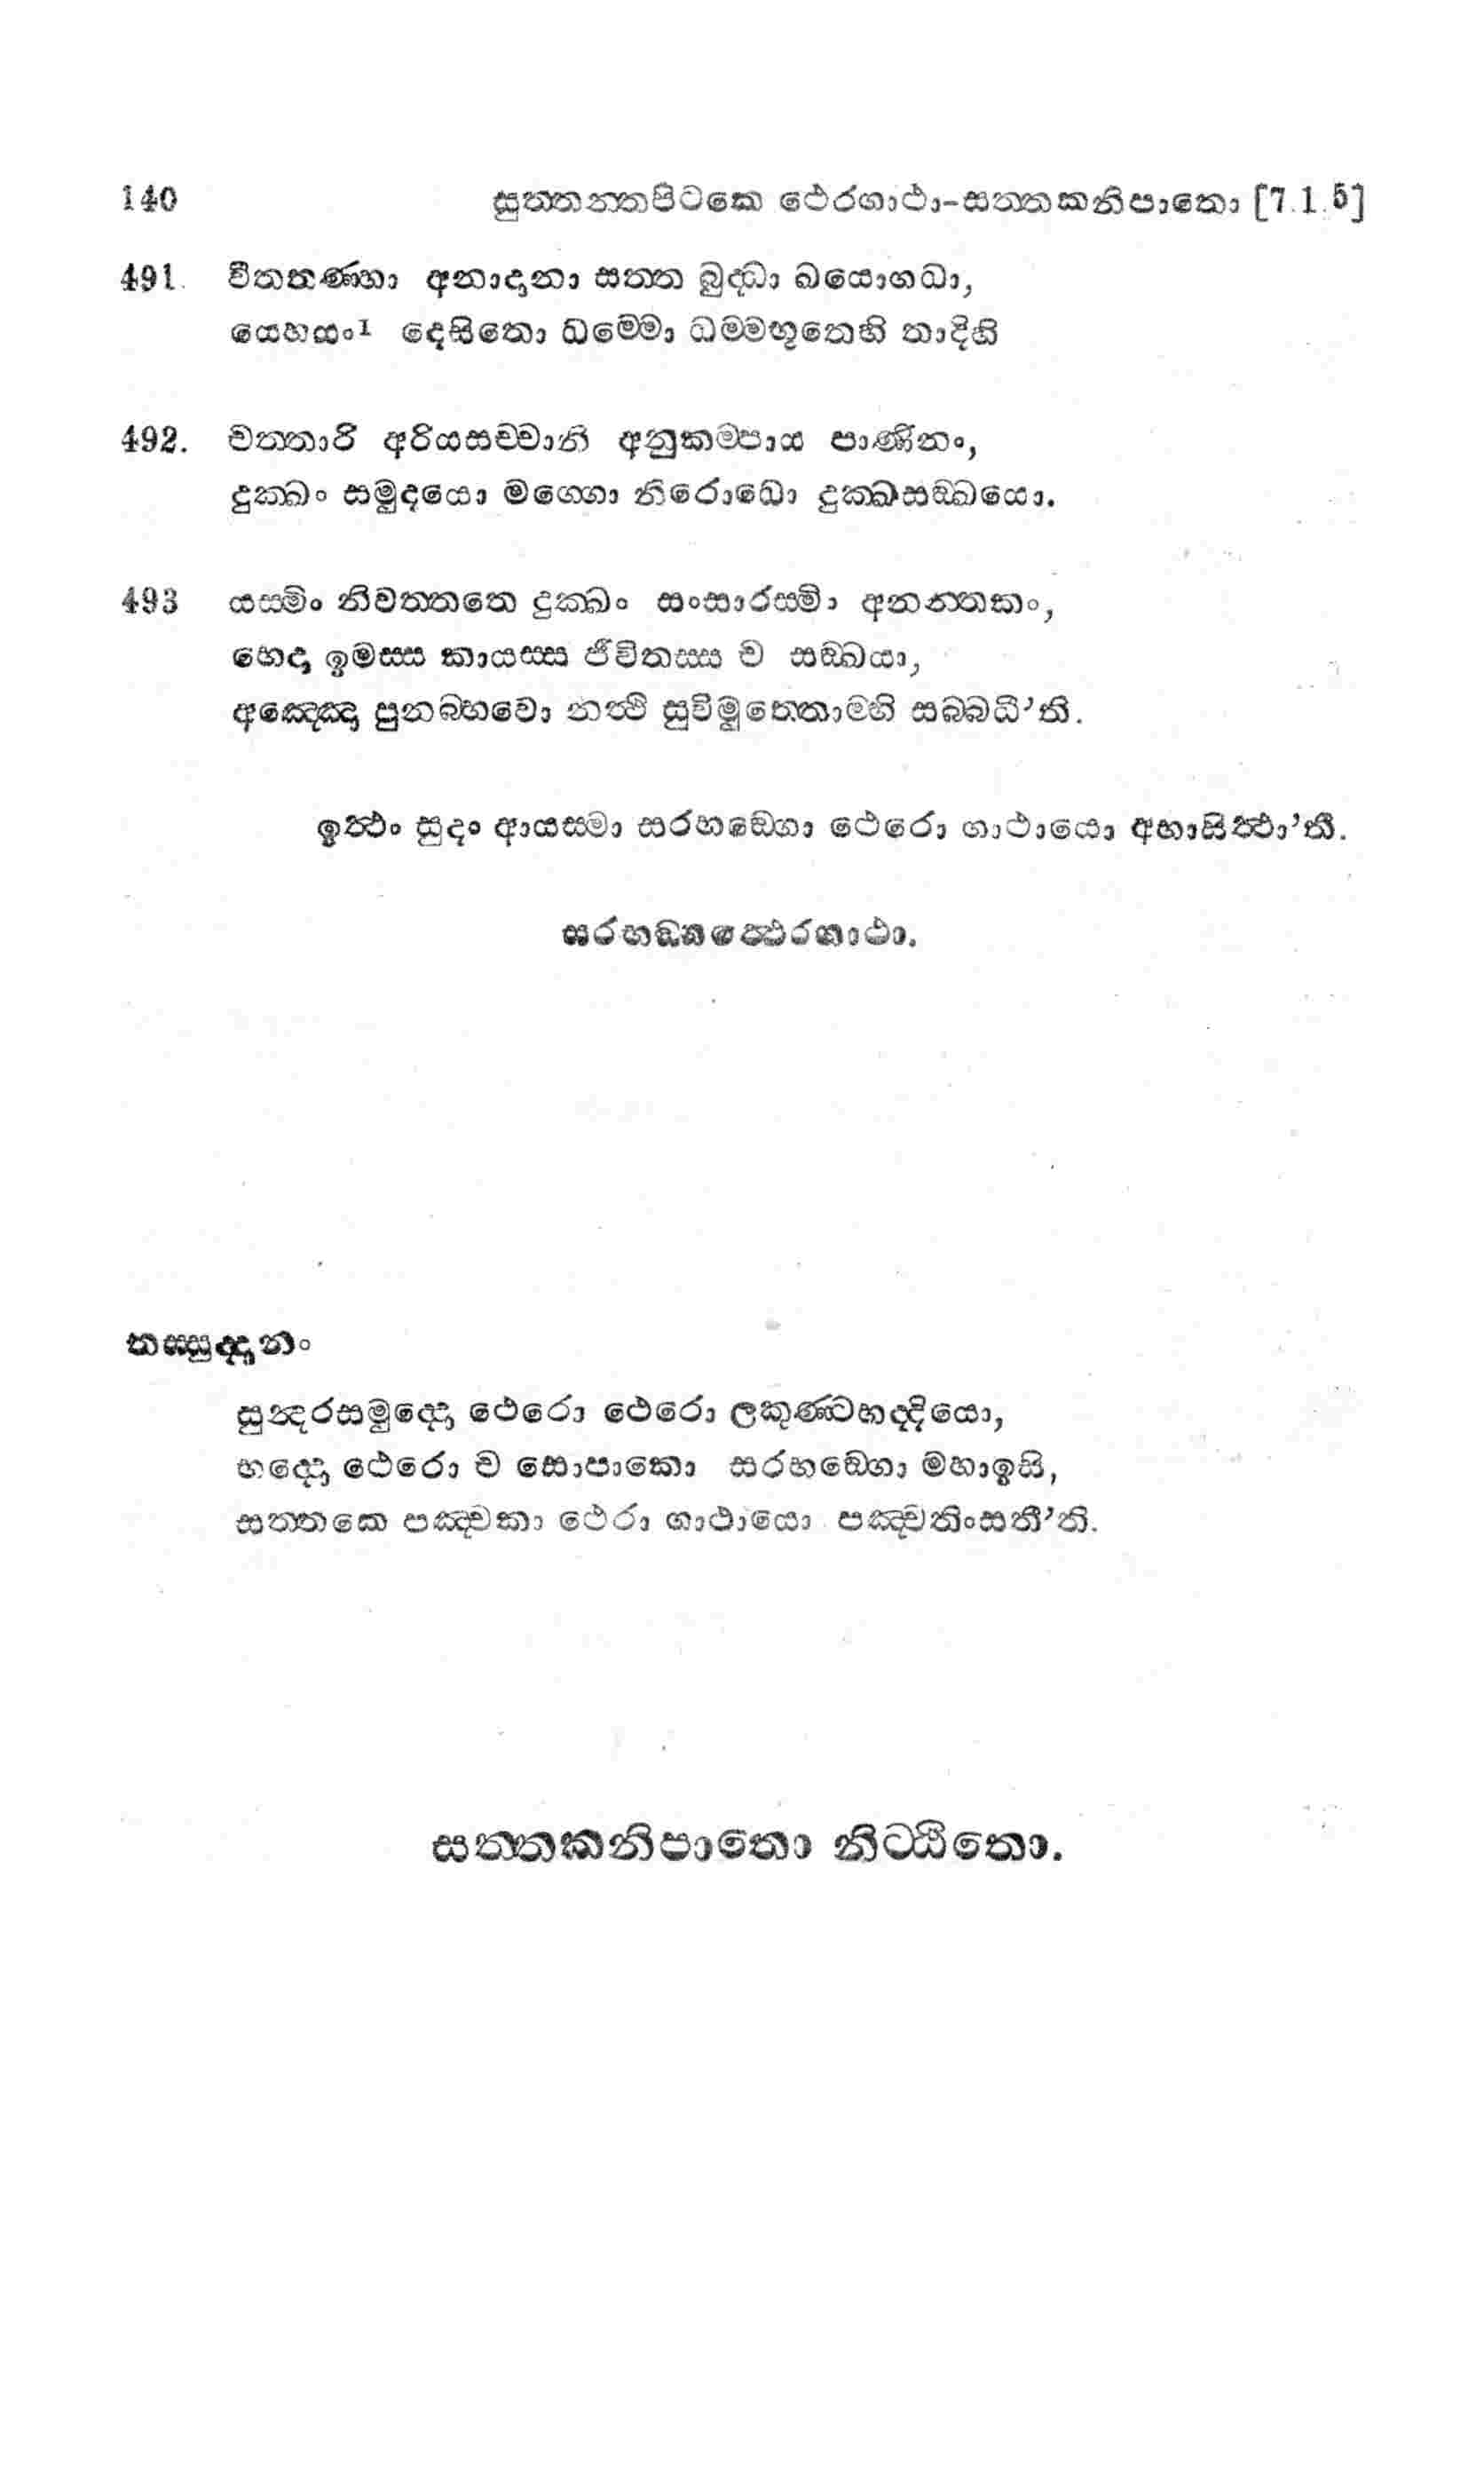 140 සුත්තන්තපිටකෙ ථෙරගාථා-සත්තකනිපාතො [7.1.5]
491. වීතතණ්හා අනාදානා සත්ත බුද්ධා ඛයොගධා,
යෙහයං¹ දෙසිතො ධම්මො ධම්මභූතෙහි තාදිහි
492. චත්තාරි අරියසච්චානි අනුකම්පාය පාණිනං,
දුක්ඛං සමුදයො මග්ගො නිරොධො දුක්ඛසඞ්ඛයො.
493 යස්මිං නිවත්තතෙ දුක්ඛං සංසාරස්මිං අනන්තකං,
භෙදා ඉමස්ස කායස්ස ජීවිතස්ස ච සඞ්ඛයා,
අඤ්ඤො පුනබ්භවො නත්ථි සුවිමුත්තොම්හි සබ්බධී’ති.
ඉත්ථං සුදං ආයස්මා සරභඞ්ගො ථෙරො ගාථායො අභාසිත්ථා’ති.
සරභඞ්ගත්ථෙරගාථා.
තස්සුද්දානං
සුන්දරසමුද්දො ථෙරො ථෙරො ලකුණ්ටභද්දියො,
භද්දො ථෙරො ච සොපාකො සරභඞ්ගො මහාඉසි,
සත්තකෙ පඤ්චකා ථෙරා ගාථායො පඤ්චතිංසතී’ති.
සත්තකනිපාතො නිට්ඨිතො.